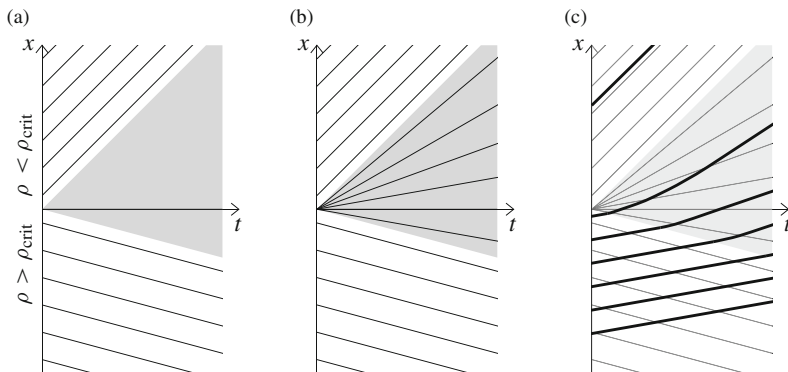 (a)
x
ρ < ρcrit
ρ > ρcrit
t
(b)
x
t
(c)
x
t